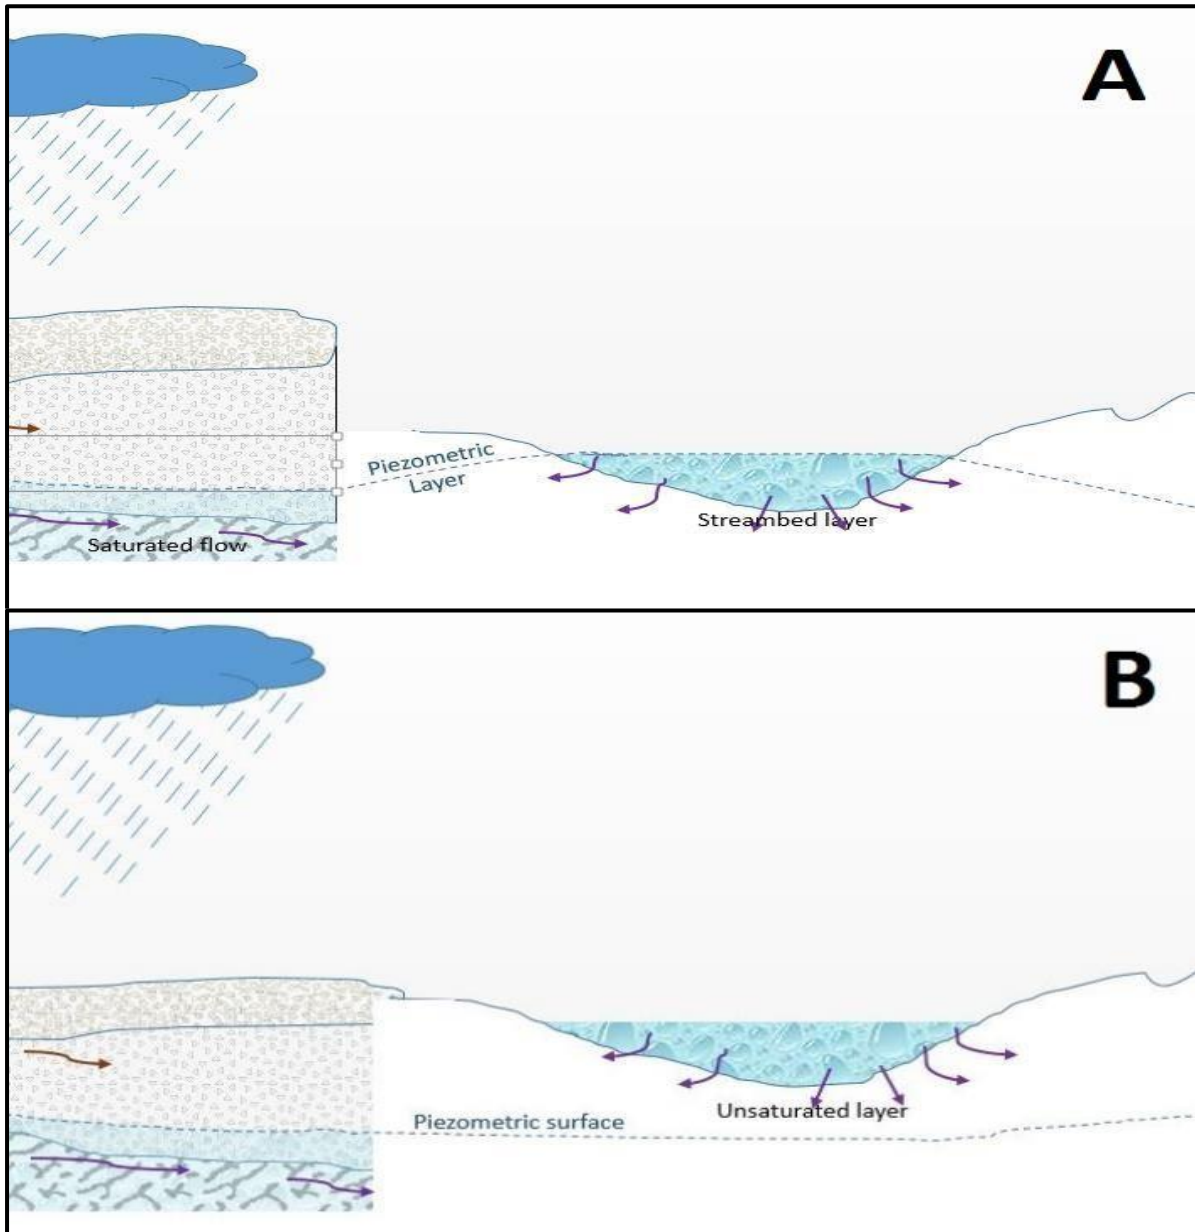 A
Piezometric
Layer
Streambed layer
Saturated flow
B
Unsaturated layer
Piezometric surface